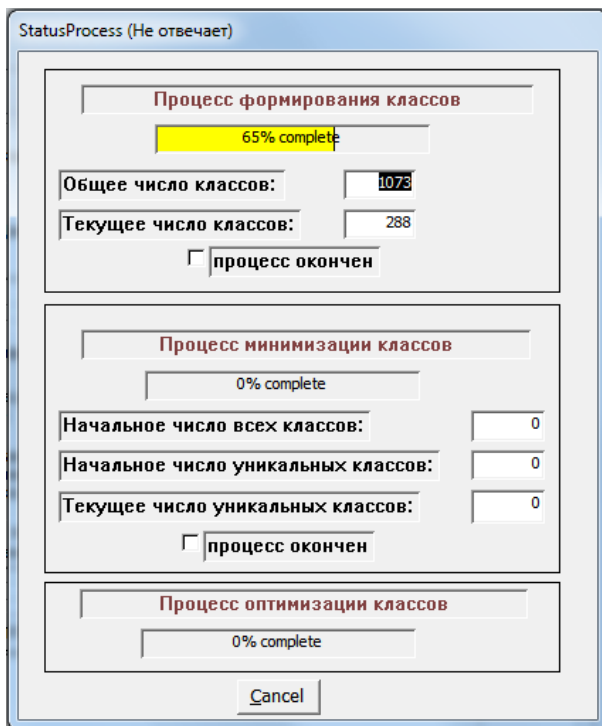 StatusProcess (Не отвечает)
Процесс формирования классов
65% complete
Общее число классов: 1073
Текущее число классов: 288
процесс окончен
Процесс минимизации классов
0% complete
Начальное число всех классов: 0
Начальное число уникальных классов: 0
Текущее число уникальных классов: 0
процесс окончен
Процесс оптимизации классов
0% complete
Cancel